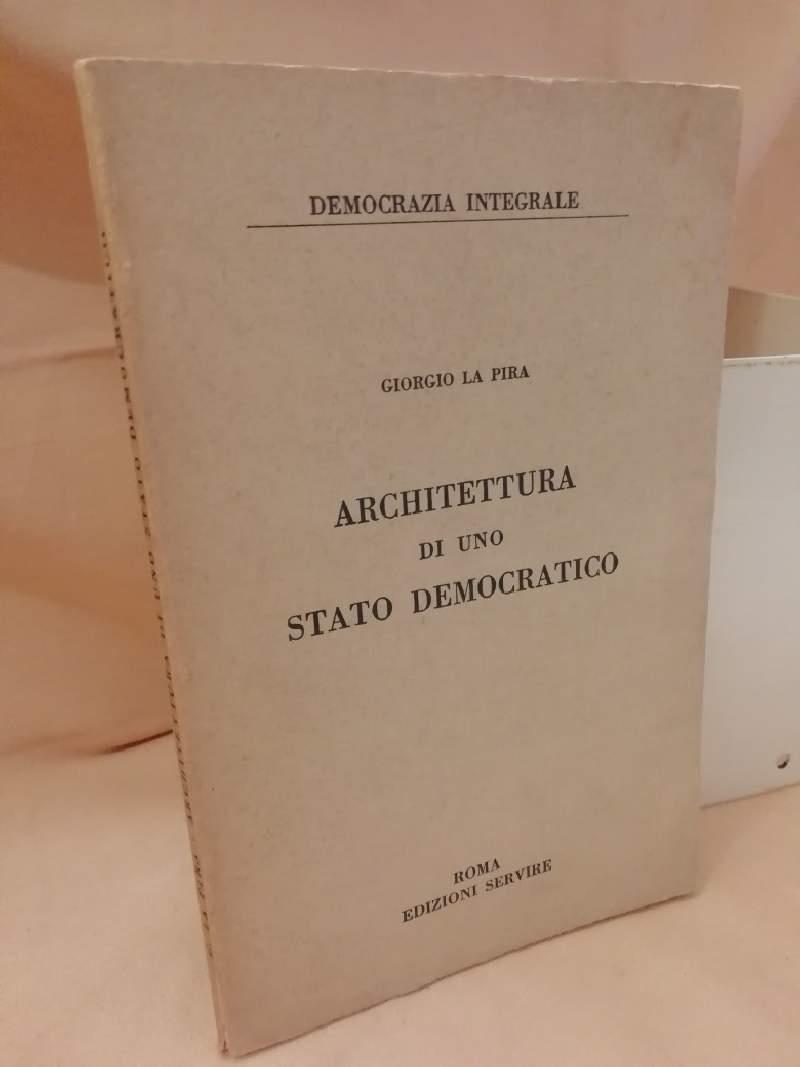 DEMOCRAZIA INTEGRALE
GIORGIO LA PIRA
ARCHITETTURA
DI UNO
STATO DEMOCRATICO
ROMA
EDIZIONI SERVIRE